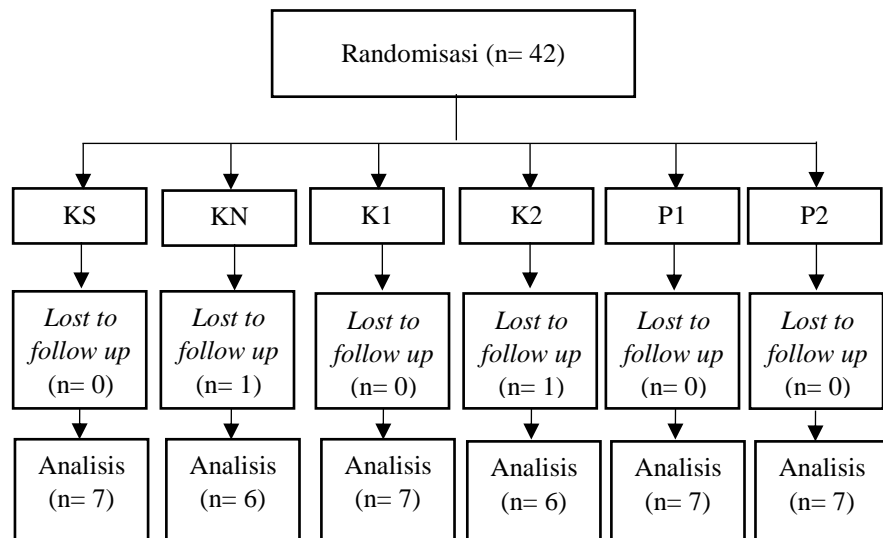 Randomisasi (n= 42)
KS
KN
K1
K2
P1
P2
Lost to
follow up
(n= 0)
Lost to
follow up
(n= 1)
Lost to
follow up
(n= 0)
Lost to
follow up
(n= 1)
Lost to
follow up
(n= 0)
Lost to
follow up
(n= 0)
Analisis
(n= 7)
Analisis
(n= 6)
Analisis
(n= 7)
Analisis
(n= 6)
Analisis
(n= 7)
Analisis
(n= 7)